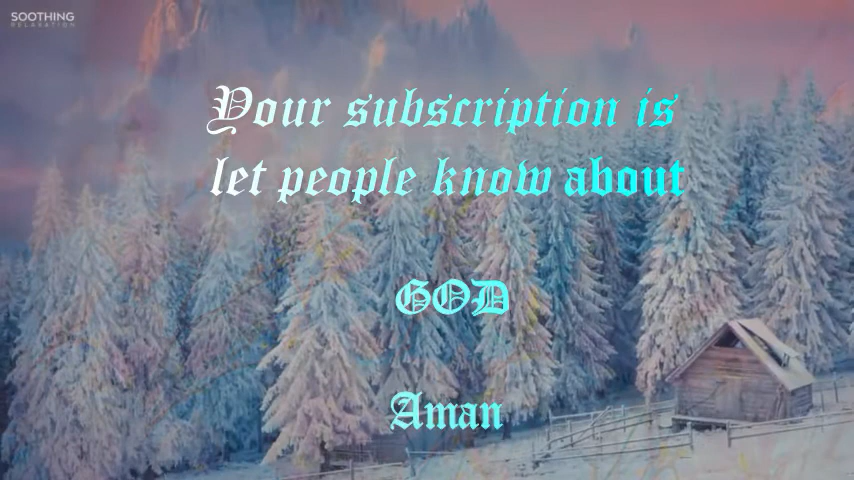 SOOTHING
RELAXATION
Your subscription is
let people know about
GOD
Aman